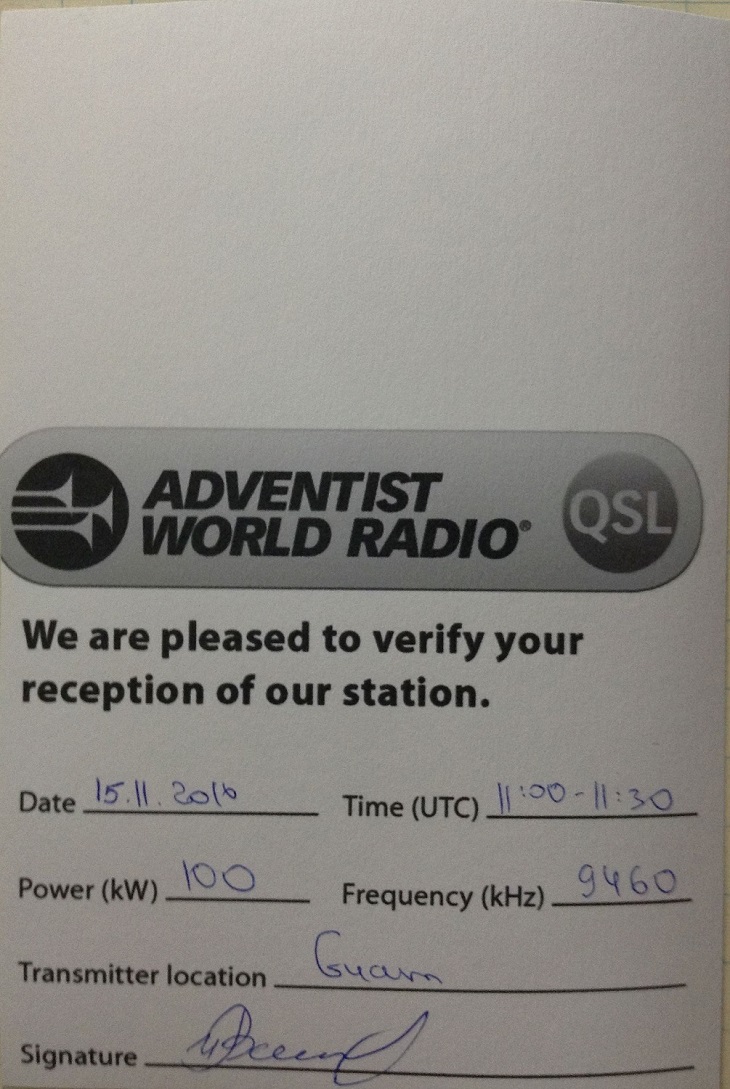 ADVENTIST
WORLD RADIO® QSL
We are pleased to verify your
reception of our station.
Date 15.11.2016 Time (UTC) 11:00-11:30
Power (kW) 100 Frequency (kHz) 9460
Transmitter location Guam
Signature